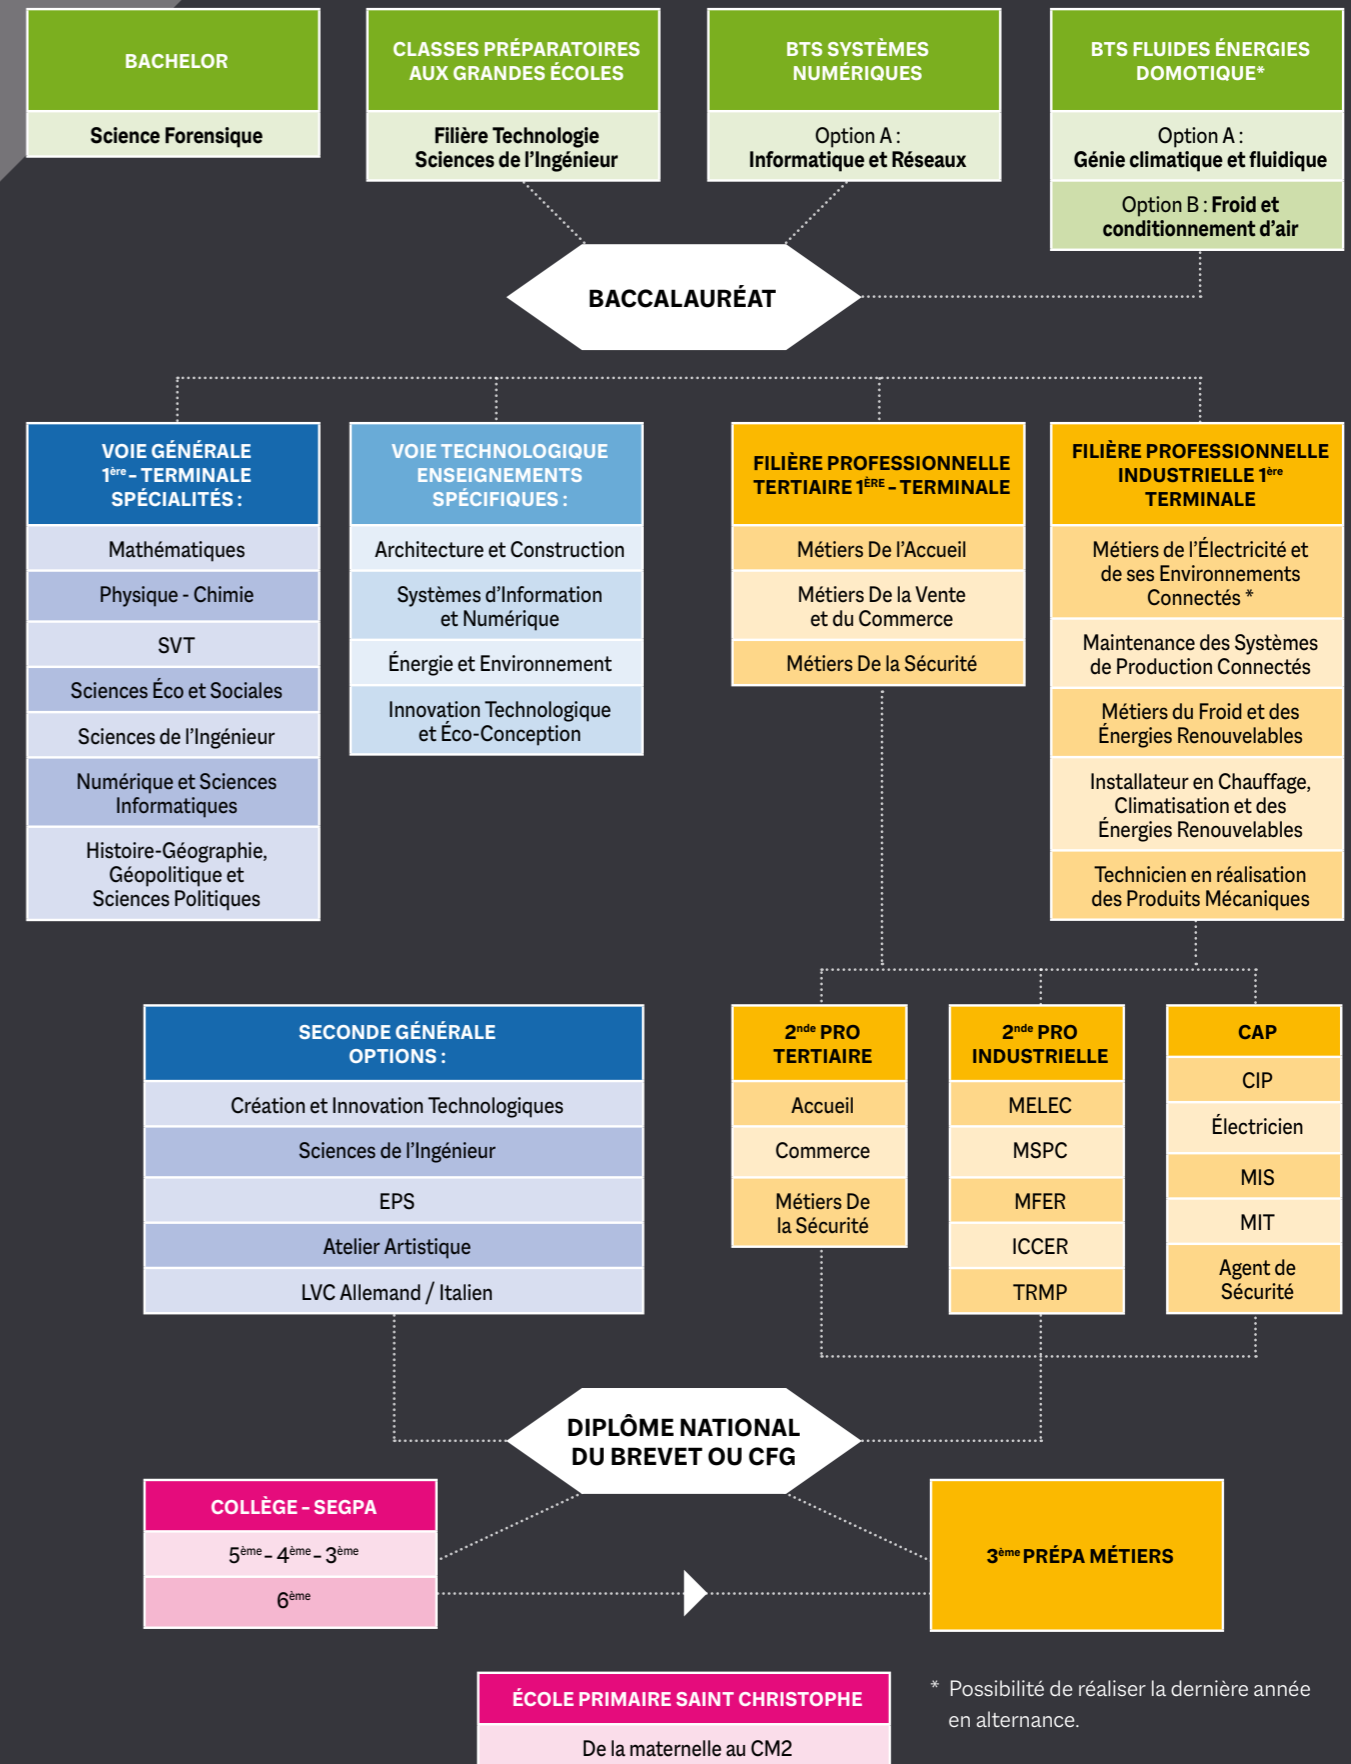 BACHELOR
Science Forensique
CLASSES PRÉPARATOIRES
AUX GRANDES ÉCOLES
Filière Technologie
Sciences de l'Ingénieur
BTS SYSTÈMES
NUMÉRIQUES
Option A :
Informatique et Réseaux
BTS FLUIDES ÉNERGIES
DOMOTIQUE*
Option A :
Génie climatique et fluidique
Option B : Froid et
conditionnement d'air
BACCALAURÉAT
VOIE GÉNÉRALE
1ère - TERMINALE
SPÉCIALITÉS :
Mathématiques
Physique - Chimie
SVT
Sciences Éco et Sociales
Sciences de l'Ingénieur
Numérique et Sciences
Informatiques
Histoire-Géographie,
Géopolitique et
Sciences Politiques
VOIE TECHNOLOGIQUE
ENSEIGNEMENTS
SPÉCIFIQUES :
Architecture et Construction
Systèmes d'Information
et Numérique
Énergie et Environnement
Innovation Technologique
et Éco-Conception
FILIÈRE PROFESSIONNELLE
TERTIAIRE 1ÈRE - TERMINALE
Métiers De l'Accueil
Métiers De la Vente
et du Commerce
Métiers De la Sécurité
FILIÈRE PROFESSIONNELLE
INDUSTRIELLE 1ère
TERMINALE
Métiers de l'Électricité et
de ses Environnements
Connectés *
Maintenance des Systèmes
de Production Connectés
Métiers du Froid et des
Énergies Renouvelables
Installateur en Chauffage,
Climatisation et des
Énergies Renouvelables
Technicien en réalisation
des Produits Mécaniques
SECONDE GÉNÉRALE
OPTIONS :
Création et Innovation Technologiques
Sciences de l'Ingénieur
EPS
Atelier Artistique
LVC Allemand / Italien
2nde PRO
TERTIAIRE
Accueil
Commerce
Métiers De
la Sécurité
2nde PRO
INDUSTRIELLE
MELEC
MSPC
MFER
ICCER
TRMP
CAP
CIP
Électricien
MIS
MIT
Agent de
Sécurité
DIPLÔME NATIONAL
DU BREVET OU CFG
COLLÈGE - SEGPA
5ème - 4ème - 3ème
6ème
3ème PRÉPA MÉTIERS
ÉCOLE PRIMAIRE SAINT CHRISTOPHE
De la maternelle au CM2
* Possibilité de réaliser la dernière année
en alternance.